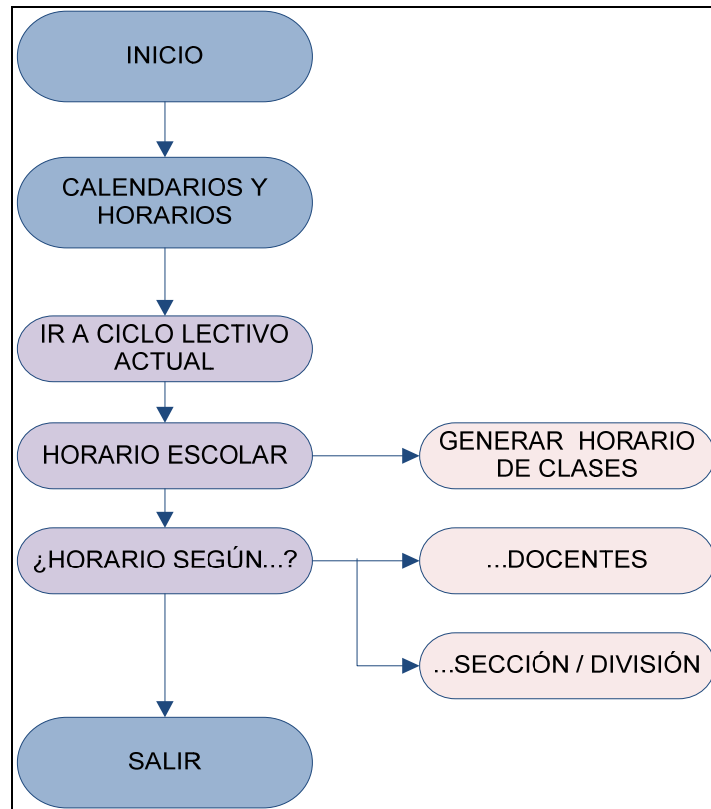 INICIO
CALENDARIOS Y
HORARIOS
IR A CICLO LECTIVO
ACTUAL
HORARIO ESCOLAR
GENERAR HORARIO
DE CLASES
¿HORARIO SEGÚN...?
...DOCENTES
...SECCIÓN / DIVISIÓN
SALIR